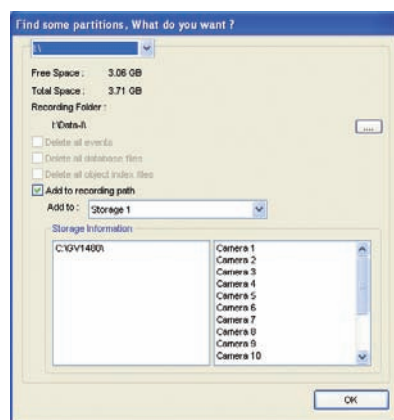 Find some partitions, What do you want ?
I:\
Free Space : 3.06 GB
Total Space : 3.71 GB
Recording Folder :
I:\Data-I\
....
Delete all events
Delete all database files
Delete all object index files
Add to recording path
Add to : Storage 1
Storage Information
C:\GV1480\
Camera 1
Camera 2
Camera 3
Camera 4
Camera 5
Camera 6
Camera 7
Camera 8
Camera 9
Camera 10
OK